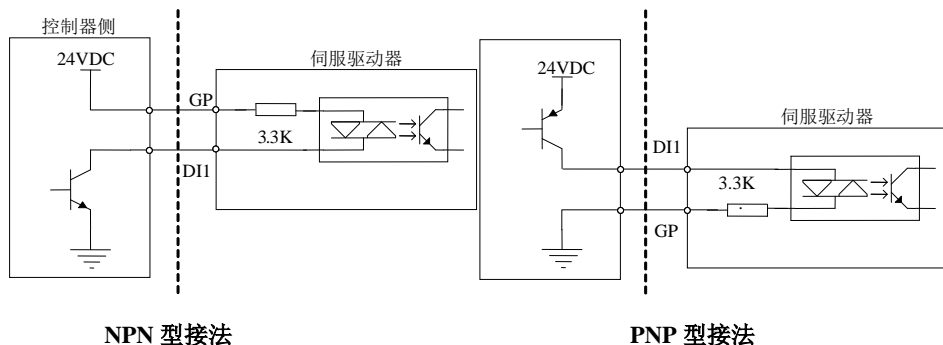 控制器侧
24VDC
伺服驱动器
GP
3.3K
DI1
NPN 型接法
24VDC
伺服驱动器
DI1
3.3K
GP
PNP 型接法